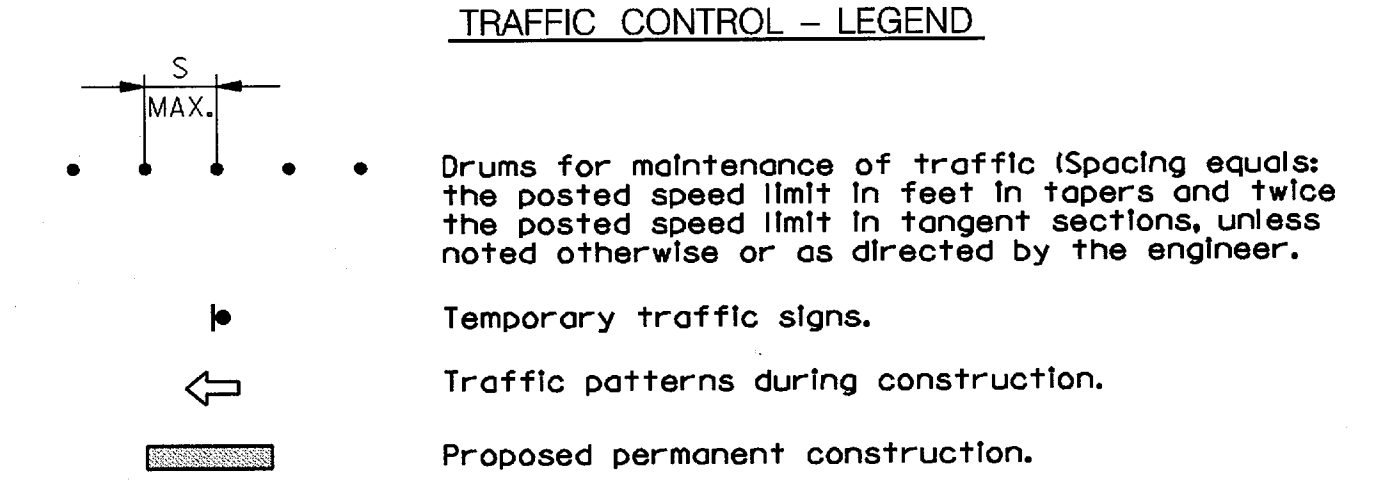 TRAFFIC CONTROL – LEGEND
S
MAX.
Drums for maintenance of traffic (Spacing equals:
the posted speed limit in feet in tapers and twice
the posted speed limit in tangent sections, unless
noted otherwise or as directed by the engineer.
Temporary traffic signs.
Traffic patterns during construction.
Proposed permanent construction.